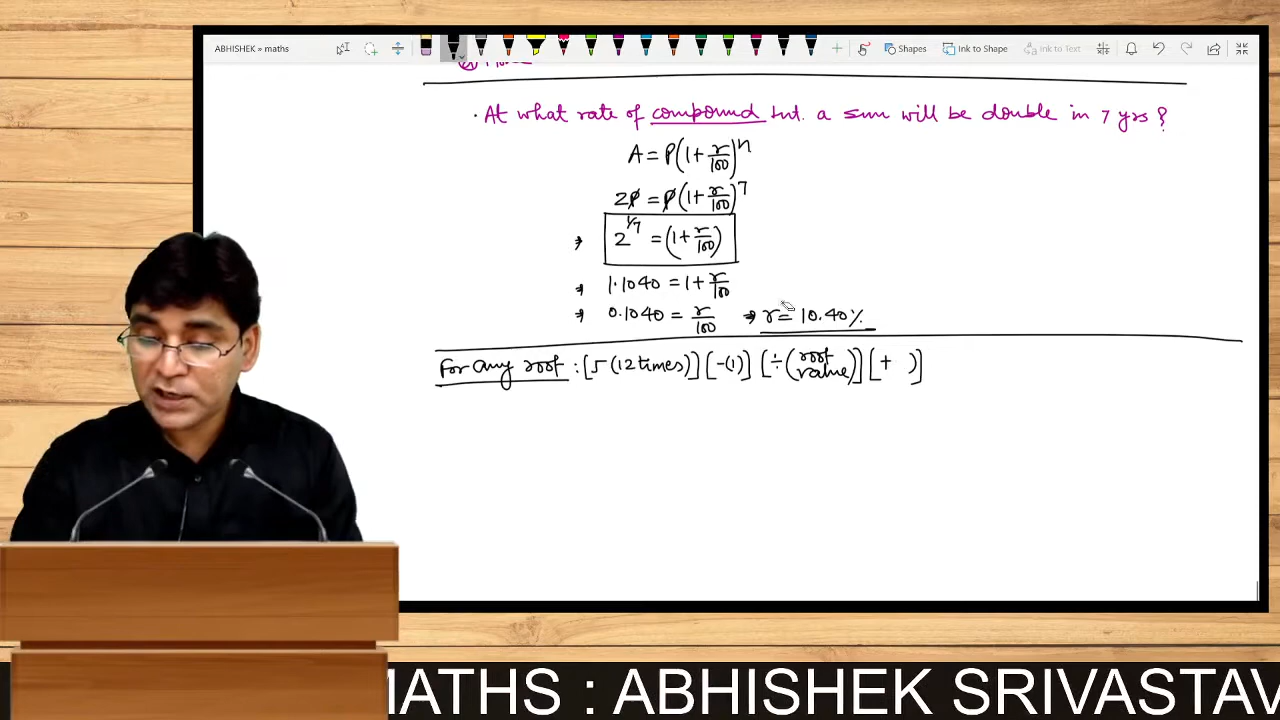 ABHISHEK » maths
Shapes
Ink to Shape
Ink to Text
· At what rate of compound Int. a sum will be double in 7 yrs ?
A = P(1+r/100)^n
2P = P(1+r/100)^7
⇒ 2^1/7 = (1+r/100)
⇒ 1.1040 = 1+r/100
⇒ 0.1040 = r/100 ⇒ r = 10.40%
For any root : [√(12 times)] [-(1)] [÷(root value)] [+ )]
MATHS : ABHISHEK SRIVASTAV